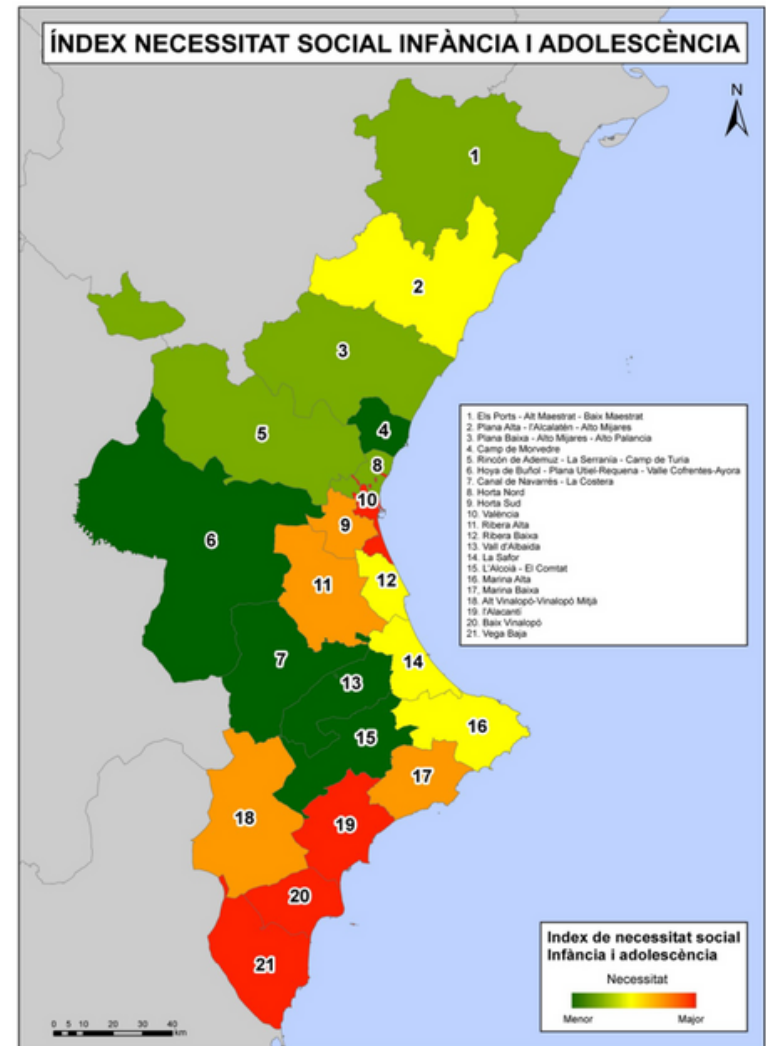 ÍNDEX NECESSITAT SOCIAL INFÀNCIA I ADOLESCÈNCIA
N
1
2
3
4
5
8
10
9
6
11
12
7
14
13
16
15
17
18
19
20
21
1. Els Ports - Alt Maestrat - Baix Maestrat
2. Plana Alta - l'Alcalatén - Alto Mijares
3. Plana Baixa - Alto Mijares - Alto Palancia
4. Camp de Morvedre
5. Rincón de Ademuz - La Serranía - Camp de Turia
6. Hoya de Buñol - Plana Utiel-Requena - Valle Cofrentes-Ayora
7. Canal de Navarrés - La Costera
8. Horta Nord
9. Horta Sud
10. València
11. Ribera Alta
12. Ribera Baixa
13. Vall d'Albaida
14. La Safor
15. L'Alcoià - El Comtat
16. Marina Alta
17. Marina Baixa
18. Alt Vinalopó-Vinalopó Mitjà
19. l'Alacantí
20. Baix Vinalopó
21. Vega Baja
Index de necessitat social
Infància i adolescència
Necessitat
Menor Major
0 5 10 20 30 40
km